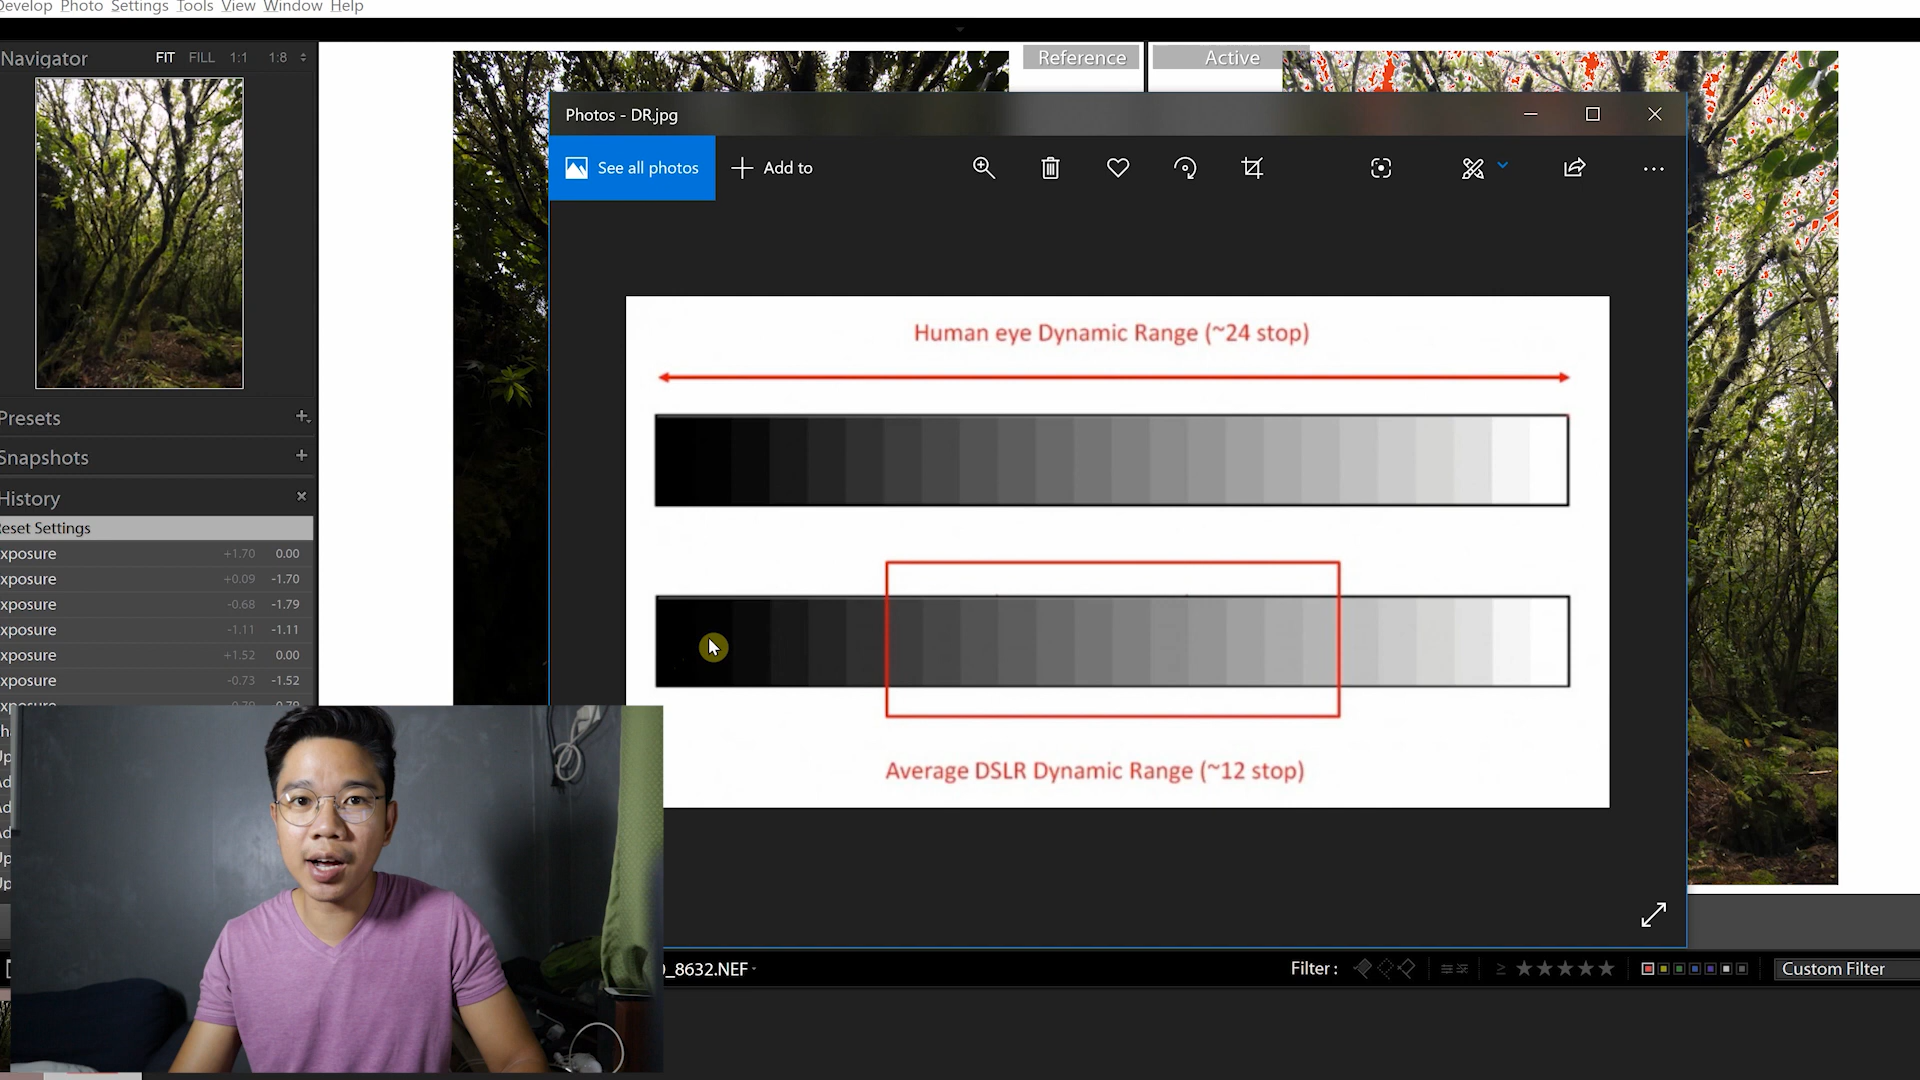 Develop Photo Settings Tools View Window Help
Navigator FIT FILL 1:1 1:8
Reference
Active
Photos - DR.jpg
See all photos
Add to
Human eye Dynamic Range (~24 stop)
Average DSLR Dynamic Range (~12 stop)
Presets
Snapshots
History
eset Settings
xposure +1.70 0.00
xposure +0.09 -1.70
xposure -0.68 -1.79
xposure -1.11 -1.11
xposure +1.52 0.00
xposure -0.73 -1.52
_8632.NEF
Filter :
Custom Filter